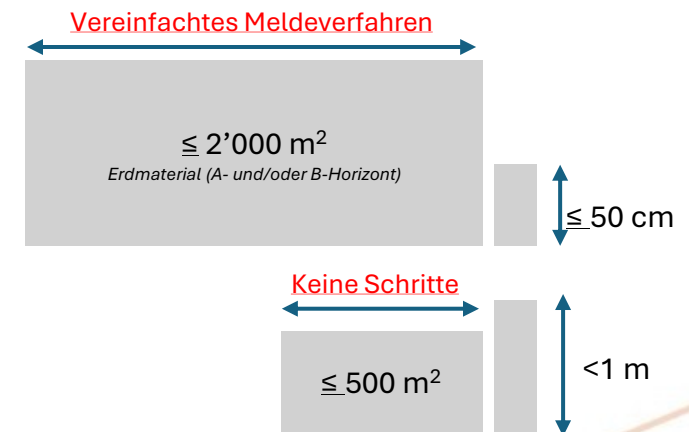 Vereinfachtes Meldeverfahren
≤ 2’000 m²
Erdmaterial (A- und/oder B-Horizont)
≤ 50 cm
Keine Schritte
≤ 500 m²
<1 m